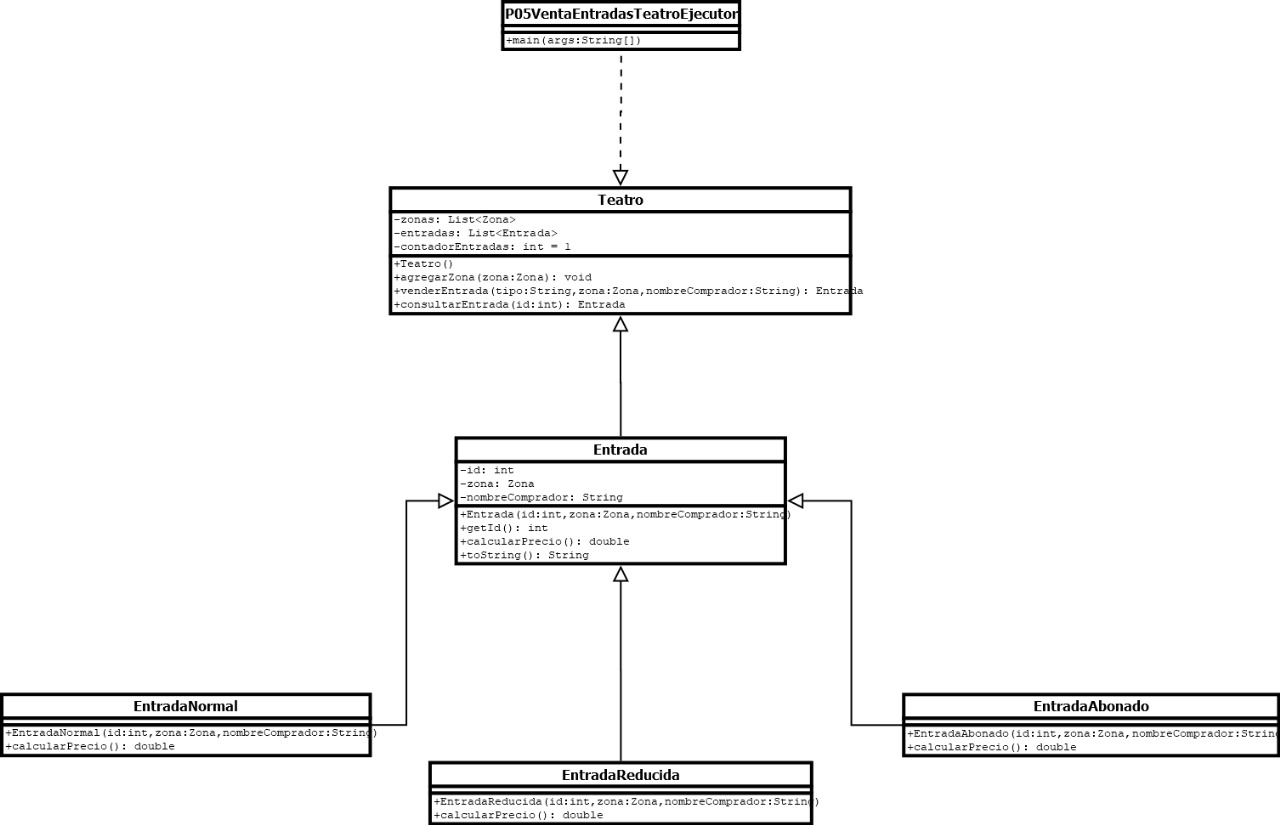 P05VentaEntradasTeatroEjecutor
+main(args:String[])
Teatro
-zonas: List<Zona>
-entradas: List<Entrada>
-contadorEntradas: int = 1
+Teatro()
+agregarZona(zona:Zona): void
+venderEntrada(tipo:String,zona:Zona,nombreComprador:String): Entrada
+consultarEntrada(id:int): Entrada
Entrada
-id: int
-zona: Zona
-nombreComprador: String
+Entrada(id:int,zona:Zona,nombreComprador:String)
+getId(): int
+calcularPrecio(): double
+toString(): String
EntradaNormal
+EntradaNormal(id:int,zona:Zona,nombreComprador:String)
+calcularPrecio(): double
EntradaAbonado
+EntradaAbonado(id:int,zona:Zona,nombreComprador:String
+calcularPrecio(): double
EntradaReducida
+EntradaReducida(id:int,zona:Zona,nombreComprador:String)
+calcularPrecio(): double